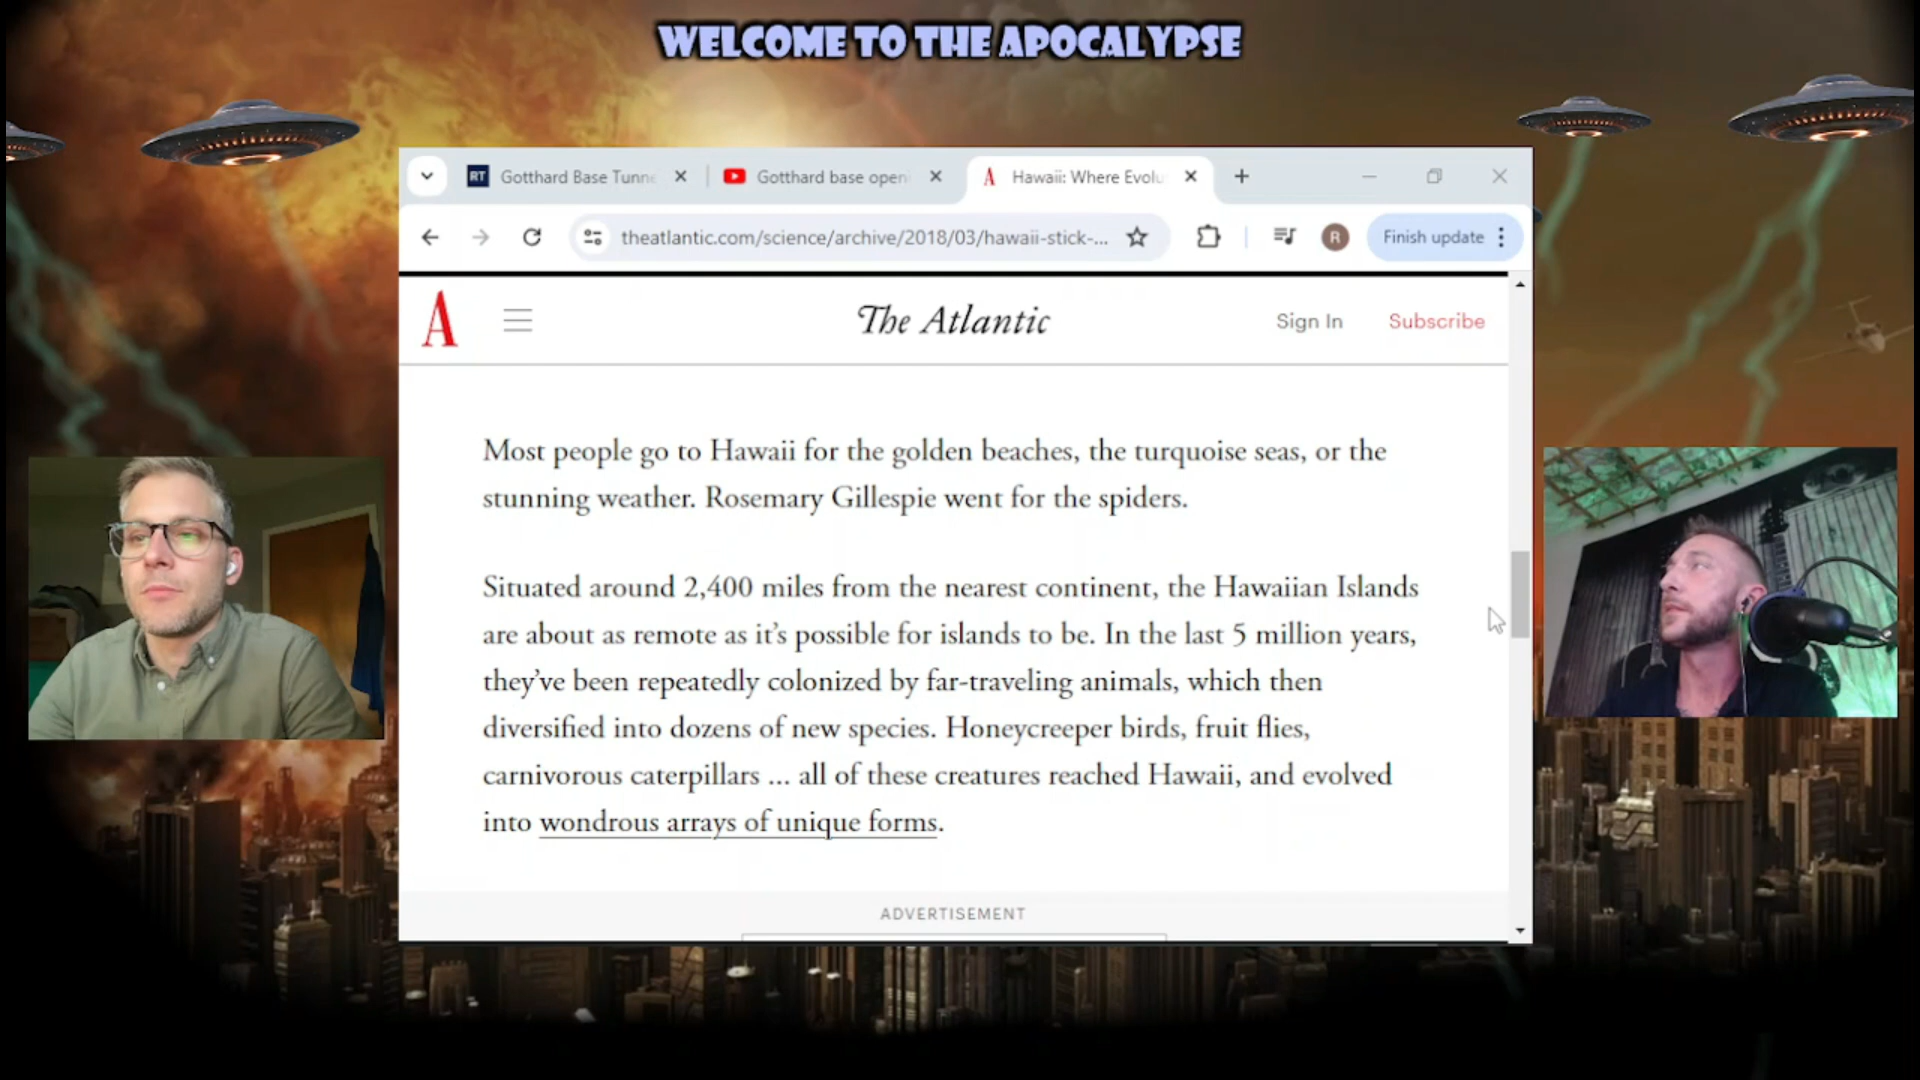 WELCOME TO THE APOCALYPSE
RT Gotthard Base Tunne
Gotthard base open
A Hawaii: Where Evolu
theatlantic.com/science/archive/2018/03/hawaii-stick-...
R
Finish update
A
The Atlantic
Sign In
Subscribe
Most people go to Hawaii for the golden beaches, the turquoise seas, or the
stunning weather. Rosemary Gillespie went for the spiders.
Situated around 2,400 miles from the nearest continent, the Hawaiian Islands
are about as remote as it’s possible for islands to be. In the last 5 million years,
they’ve been repeatedly colonized by far-traveling animals, which then
diversified into dozens of new species. Honeycreeper birds, fruit flies,
carnivorous caterpillars ... all of these creatures reached Hawaii, and evolved
into wondrous arrays of unique forms.
ADVERTISEMENT